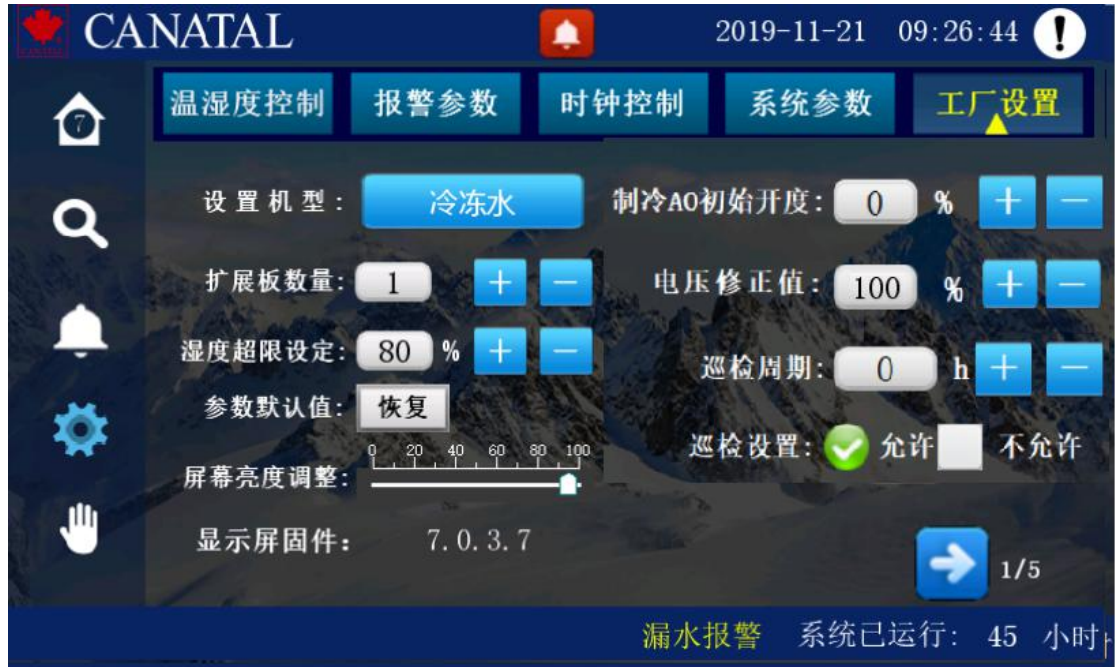 CANATAL 2019-11-21 09:26:44
温湿度控制 报警参数 时钟控制 系统参数 工厂设置
7
设置机型： 冷冻水
扩展板数量： 1 + −
湿度超限设定： 80 % + −
参数默认值： 恢复
0 20 40 60 80 100
屏幕亮度调整：
显示屏固件： 7.0.3.7
制冷AO初始开度： 0 % + −
电压修正值： 100 % + −
巡检周期： 0 h + −
巡检设置： 允许 不允许
1/5
漏水报警 系统已运行： 45 小时